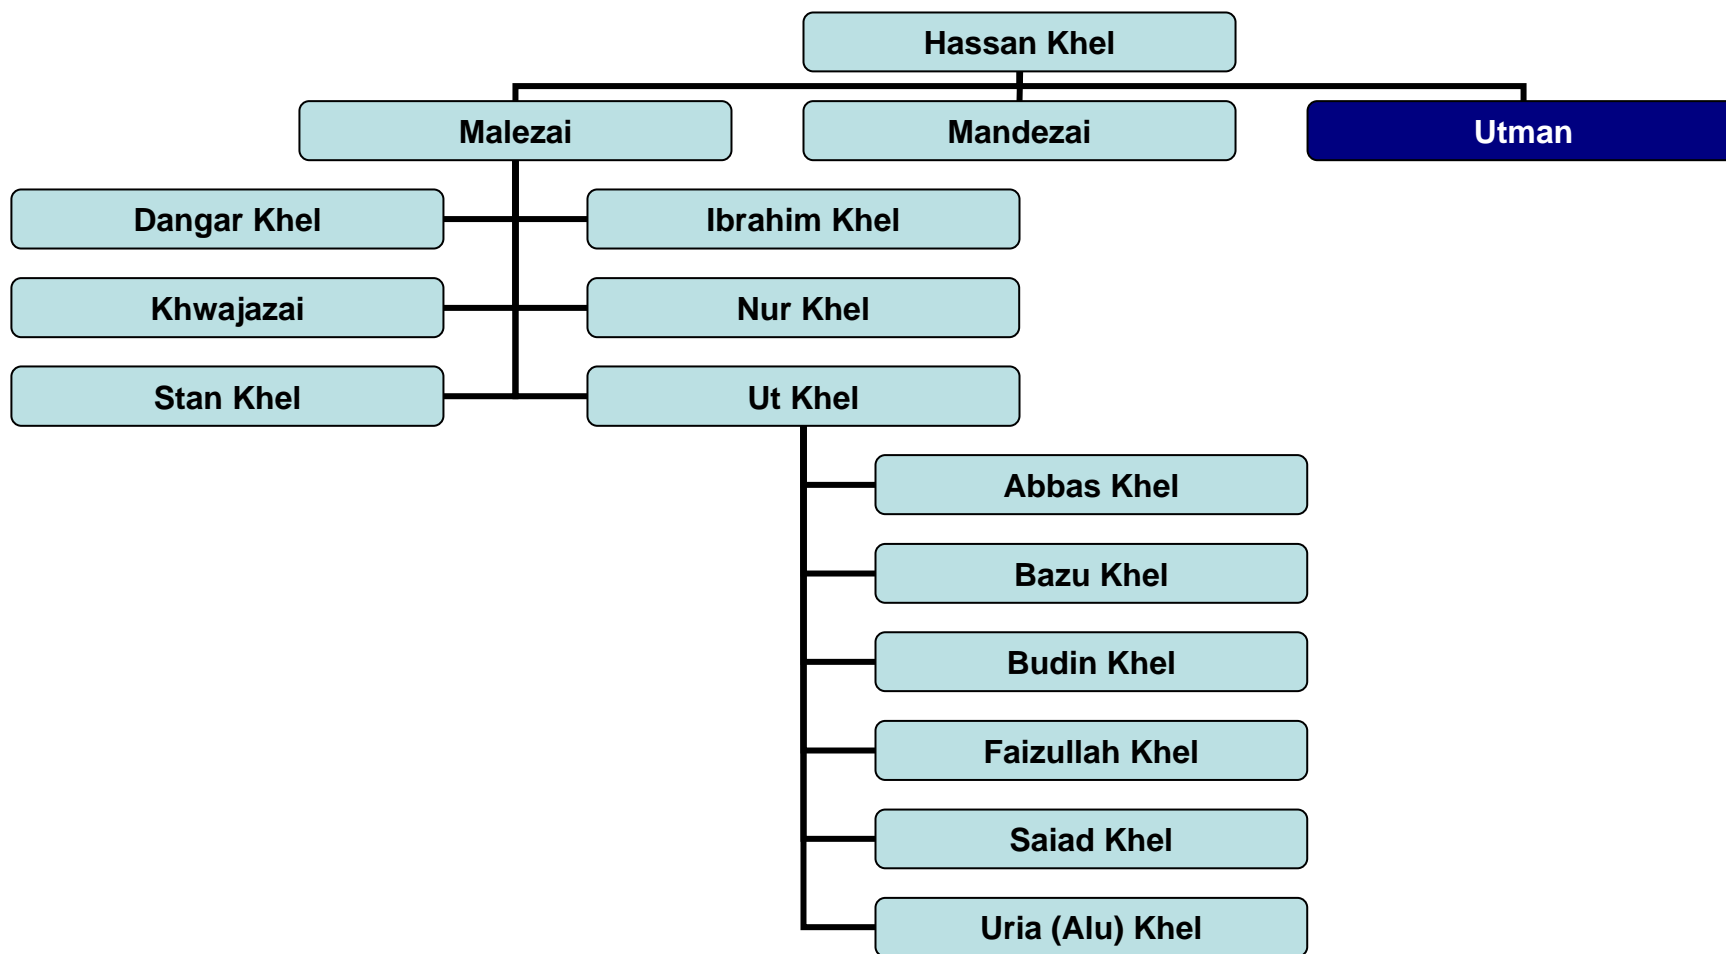 Hassan Khel
Malezai
Mandezai
Utman
Dangar Khel
Ibrahim Khel
Khwajazai
Nur Khel
Stan Khel
Ut Khel
Abbas Khel
Bazu Khel
Budin Khel
Faizullah Khel
Saiad Khel
Uria (Alu) Khel